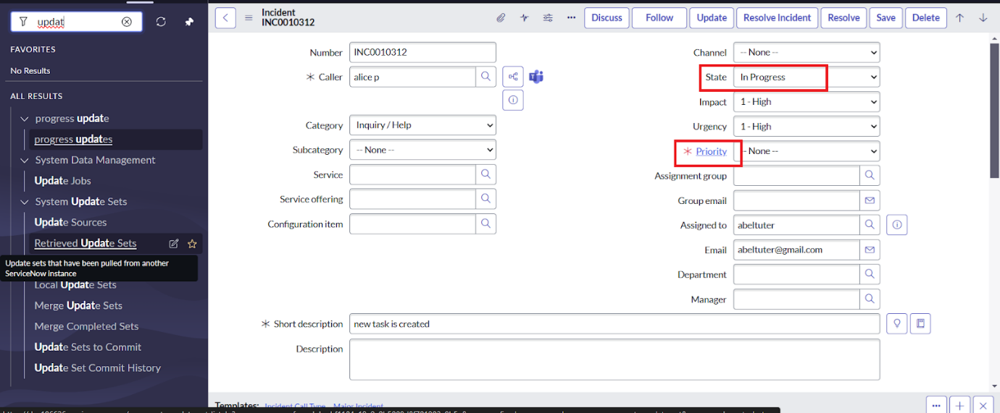 updat
FAVORITES
No Results
ALL RESULTS
progress update
progress updates
System Data Management
Update Jobs
System Update Sets
Update Sources
Retrieved Update Sets
Update sets that have been pulled from another
ServiceNow instance
Local Update Sets
Merge Update Sets
Merge Completed Sets
Update Sets to Commit
Update Set Commit History
Incident
INC0010312
Discuss
Follow
Update
Resolve Incident
Resolve
Save
Delete
Number INC0010312
Caller alice p
Category Inquiry / Help
Subcategory -- None --
Service
Service offering
Configuration item
Channel -- None --
State In Progress
Impact 1 - High
Urgency 1 - High
Priority -- None --
Assignment group
Group email
Assigned to abeltuter
Email abeltuter@gmail.com
Department
Manager
Short description new task is created
Description
Templates: Incident Call Type Major Incident